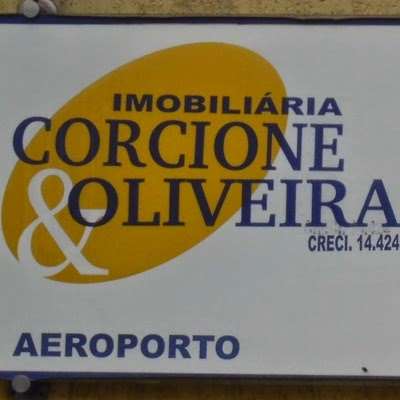 IMOBILIÁRIA
CORCIONE
& OLIVEIRA
CRECI. 14.424
AEROPORTO